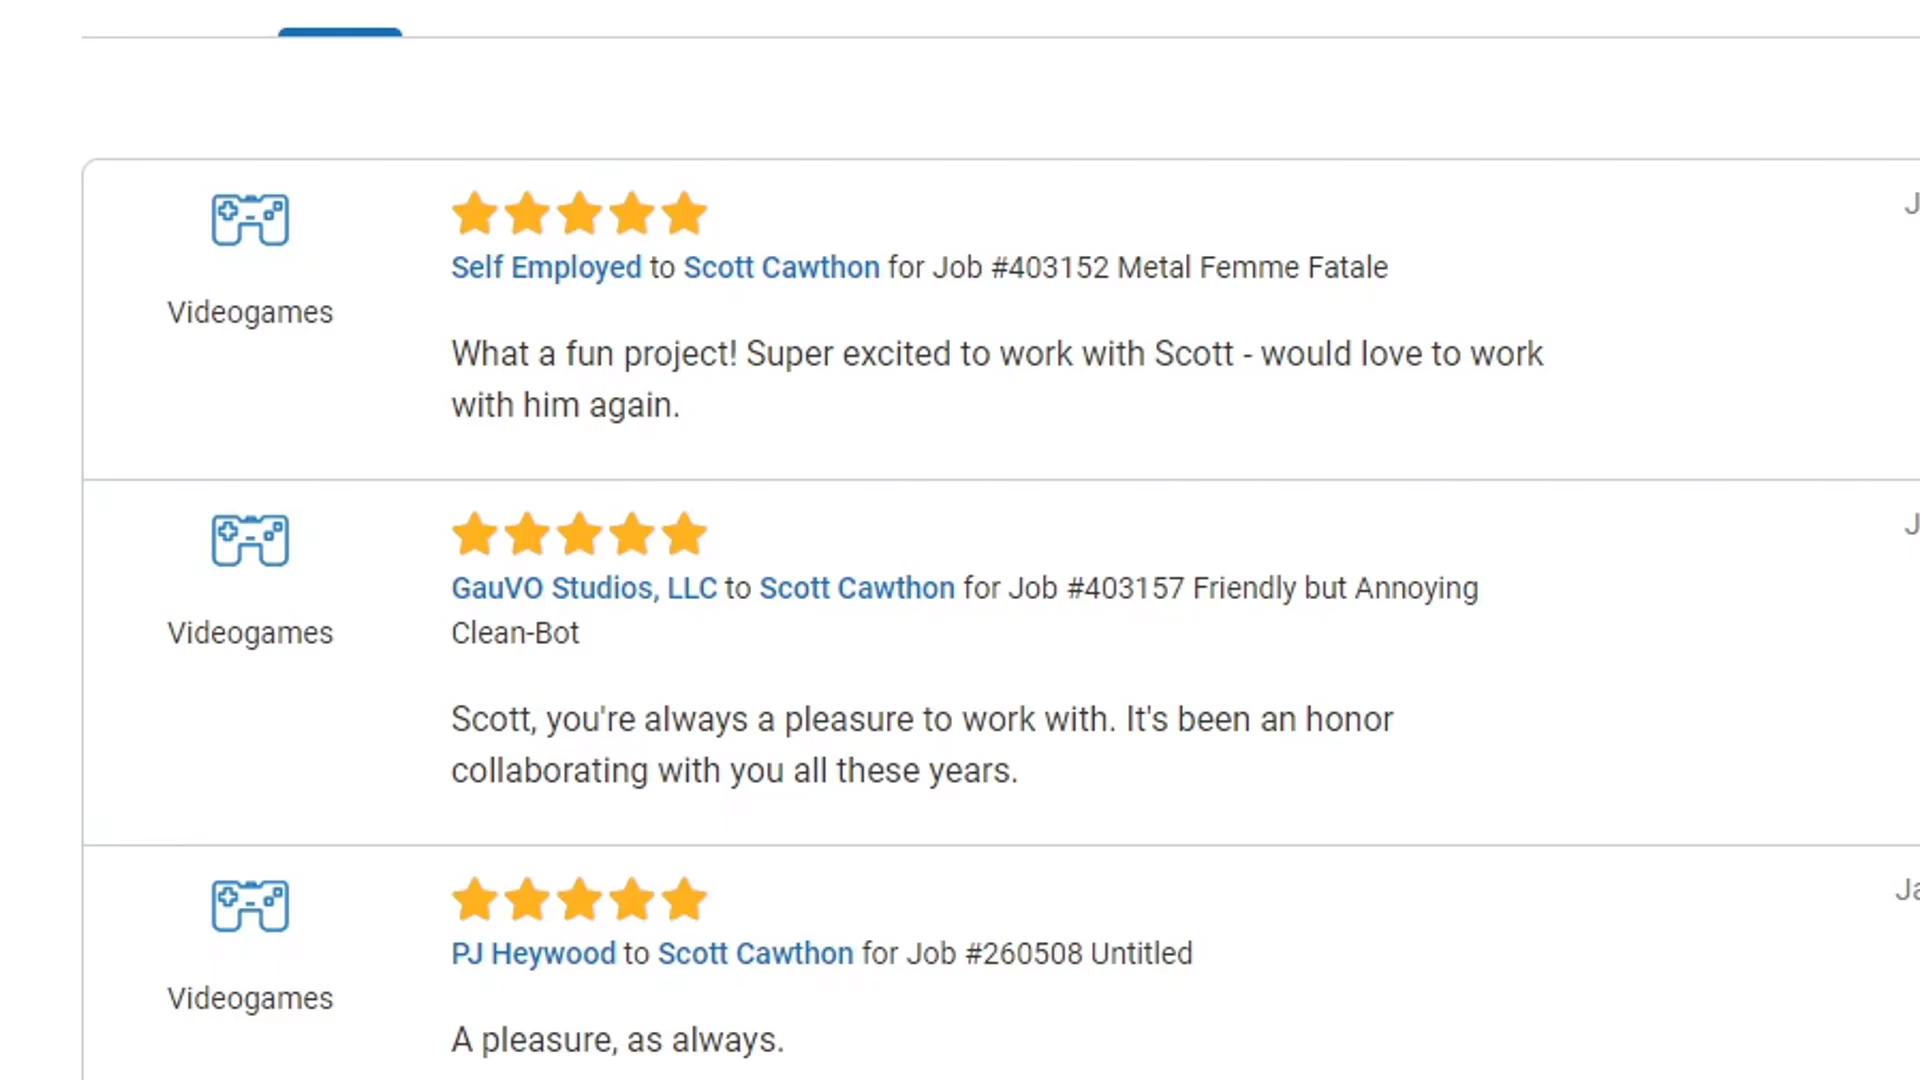 Videogames
Self Employed to Scott Cawthon for Job #403152 Metal Femme Fatale
What a fun project! Super excited to work with Scott - would love to work
with him again.
Videogames
GauVO Studios, LLC to Scott Cawthon for Job #403157 Friendly but Annoying
Clean-Bot
Scott, you're always a pleasure to work with. It's been an honor
collaborating with you all these years.
Videogames
PJ Heywood to Scott Cawthon for Job #260508 Untitled
A pleasure, as always.